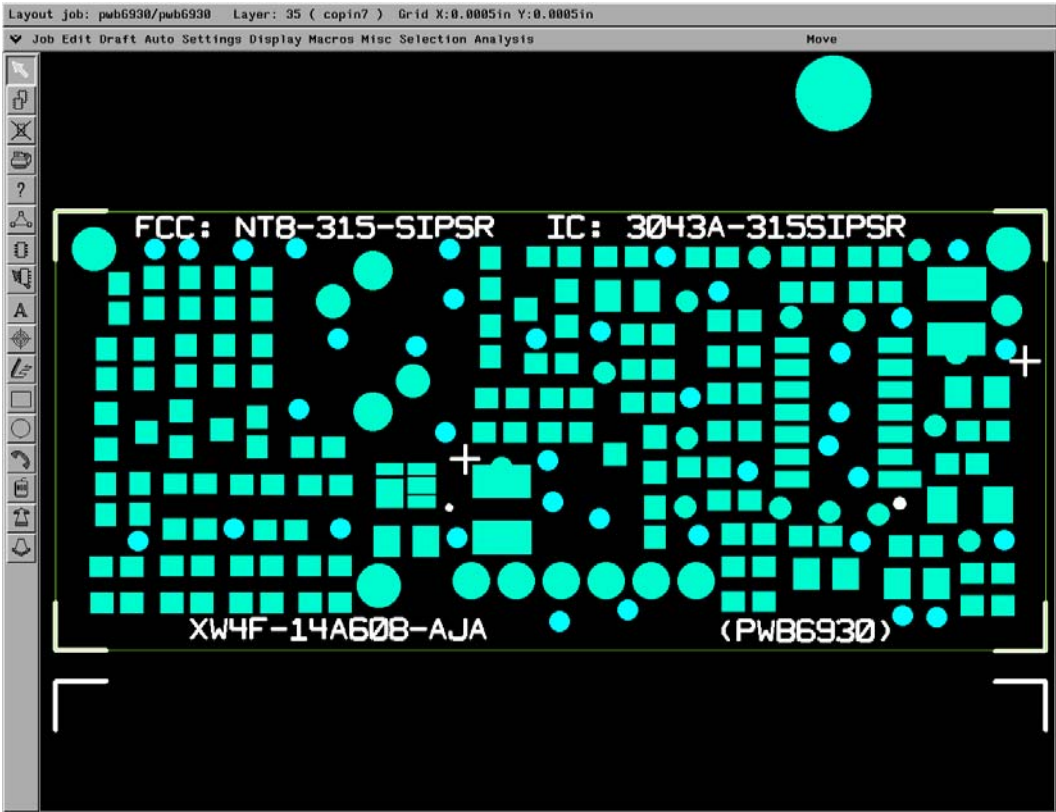 Layout job: pwb6930/pwb6930 Layer: 35 ( copin7 ) Grid X:0.0005in Y:0.0005in
Job Edit Draft Auto Settings Display Macros Misc Selection Analysis Move
?
A
FCC: NT8-315-SIPSR IC: 3043A-315SIPSR
XW4F-14A608-AJA (PWB6930)